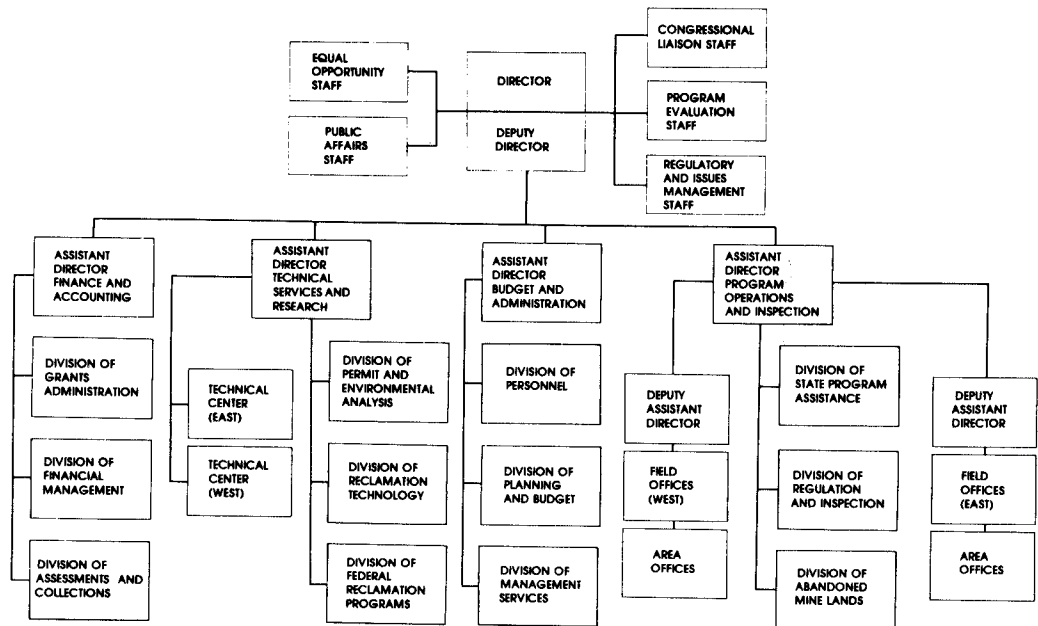 EQUAL
OPPORTUNITY
STAFF
PUBLIC
AFFAIRS
STAFF
DIRECTOR
DEPUTY
DIRECTOR
CONGRESSIONAL
LIAISON STAFF
PROGRAM
EVALUATION
STAFF
REGULATORY
AND ISSUES
MANAGEMENT
STAFF
ASSISTANT
DIRECTOR
FINANCE AND
ACCOUNTING
DIVISION OF
GRANTS
ADMINISTRATION
DIVISION OF
FINANCIAL
MANAGEMENT
DIVISION OF
ASSESSMENTS AND
COLLECTIONS
ASSISTANT
DIRECTOR
TECHNICAL
SERVICES AND
RESEARCH
TECHNICAL
CENTER
(EAST)
TECHNICAL
CENTER
(WEST)
DIVISION OF
PERMIT AND
ENVIRONMENTAL
ANALYSIS
DIVISION OF
RECLAMATION
TECHNOLOGY
DIVISION OF
FEDERAL
RECLAMATION
PROGRAMS
ASSISTANT
DIRECTOR
BUDGET AND
ADMINISTRATION
DIVISION OF
PERSONNEL
DIVISION OF
PLANNING
AND BUDGET
DIVISION OF
MANAGEMENT
SERVICES
ASSISTANT
DIRECTOR
PROGRAM
OPERATIONS
AND INSPECTION
DEPUTY
ASSISTANT
DIRECTOR
FIELD
OFFICES
(WEST)
AREA
OFFICES
DIVISION OF
STATE PROGRAM
ASSISTANCE
DIVISION OF
REGULATION
AND INSPECTION
DIVISION OF
ABANDONED
MINE LANDS
DEPUTY
ASSISTANT
DIRECTOR
FIELD
OFFICES
(EAST)
AREA
OFFICES